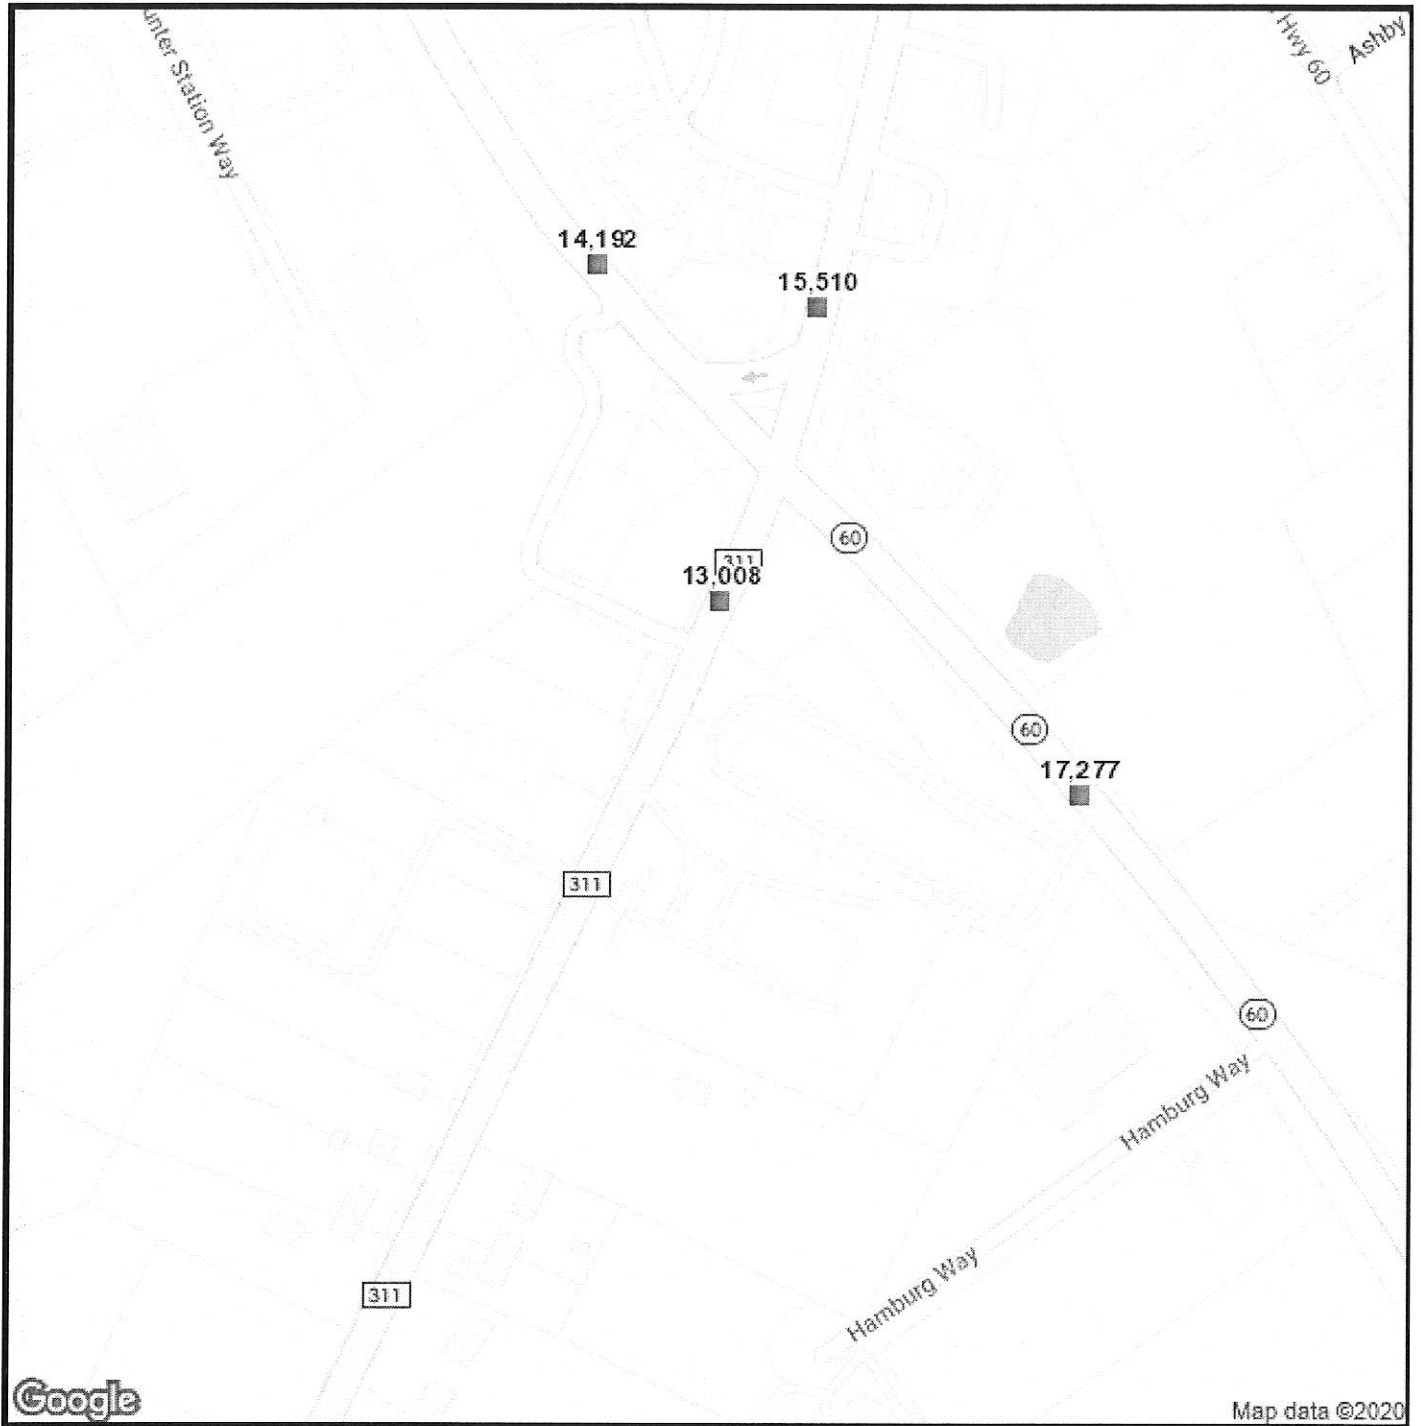 unter Station Way
Hwy 60
Ashby
14,192
15,510
60
311
13,008
60
17,277
311
60
Hamburg Way
Hamburg Way
311
Google
Map data ©2020